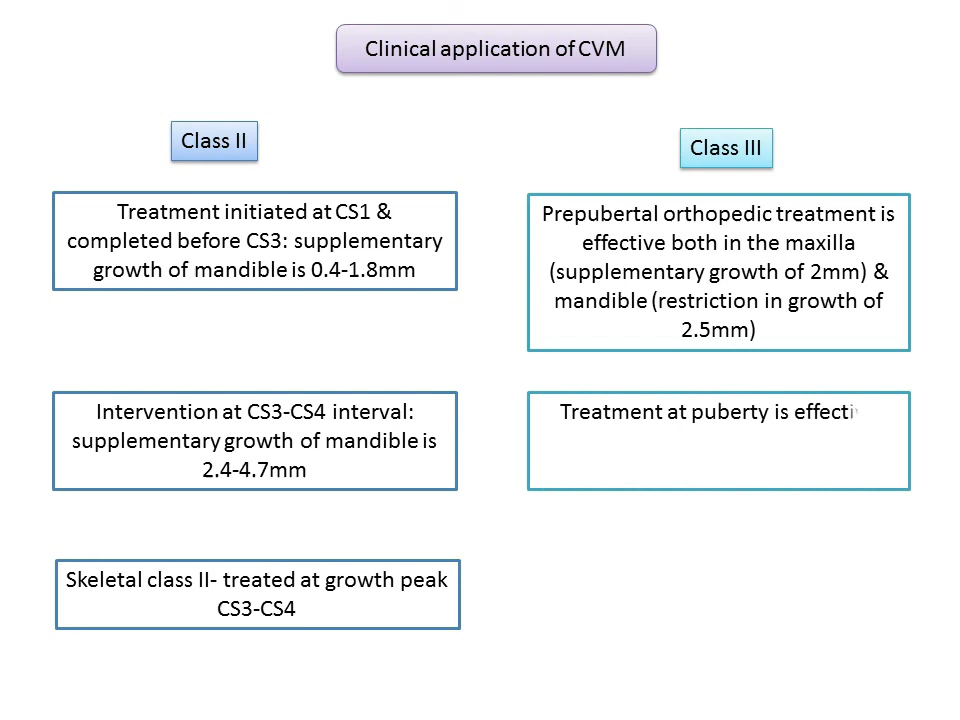 Clinical application of CVM
Class II
Treatment initiated at CS1 &
completed before CS3: supplementary
growth of mandible is 0.4-1.8mm
Intervention at CS3-CS4 interval:
supplementary growth of mandible is
2.4-4.7mm
Skeletal class II- treated at growth peak
CS3-CS4
Class III
Prepubertal orthopedic treatment is
effective both in the maxilla
(supplementary growth of 2mm) &
mandible (restriction in growth of
2.5mm)
Treatment at puberty is